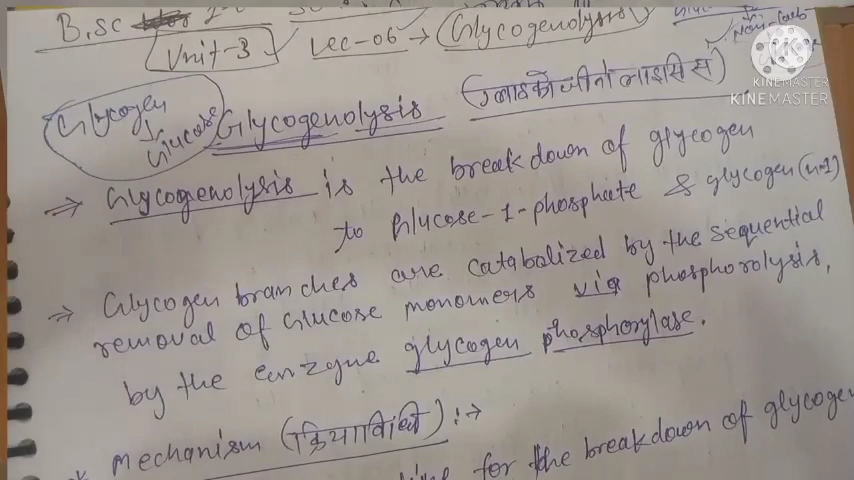 B.sc
Unit-3 Lec-06 → Glycogenolysis
Non-Carb
KINEMASTER
KINEMASTER
Glycogen
↓
Glucose
Glycogenolysis (ग्लाइकोजीनोलाइसिस)
⇒ Glycogenolysis is the breakdown of glycogen
to Glucose-1-phosphate & glycogen (n-1)
⇒ Glycogen branches are catabolized by the sequential
removal of Glucose monomers via phosphorolysis,
by the enzyme glycogen phosphorylase.
* Mechanism (क्रियाविधि) :→
for the breakdown of glycogen